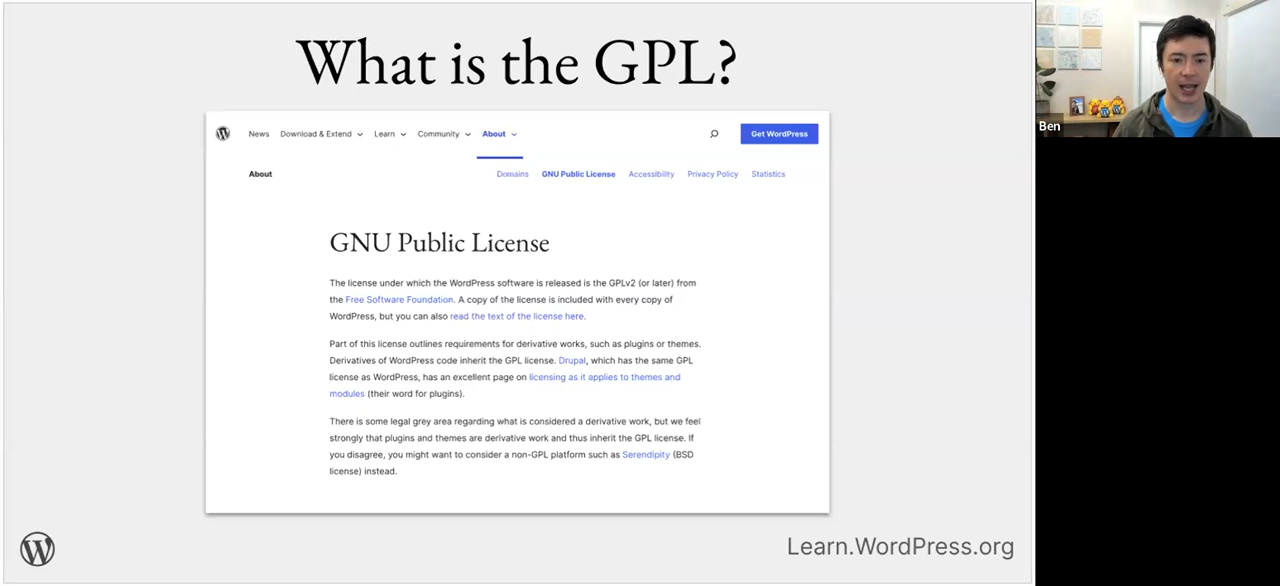 What is the GPL?
Ben
News Download & Extend Learn Community About Get WordPress
About Domains GNU Public License Accessibility Privacy Policy Statistics
GNU Public License
The license under which the WordPress software is released is the GPLv2 (or later) from
the Free Software Foundation. A copy of the license is included with every copy of
WordPress, but you can also read the text of the license here.
Part of this license outlines requirements for derivative works, such as plugins or themes.
Derivatives of WordPress code inherit the GPL license. Drupal, which has the same GPL
license as WordPress, has an excellent page on licensing as it applies to themes and
modules (their word for plugins).
There is some legal grey area regarding what is considered a derivative work, but we feel
strongly that plugins and themes are derivative work and thus inherit the GPL license. If
you disagree, you might want to consider a non-GPL platform such as Serendipity (BSD
license) instead.
Learn.WordPress.org